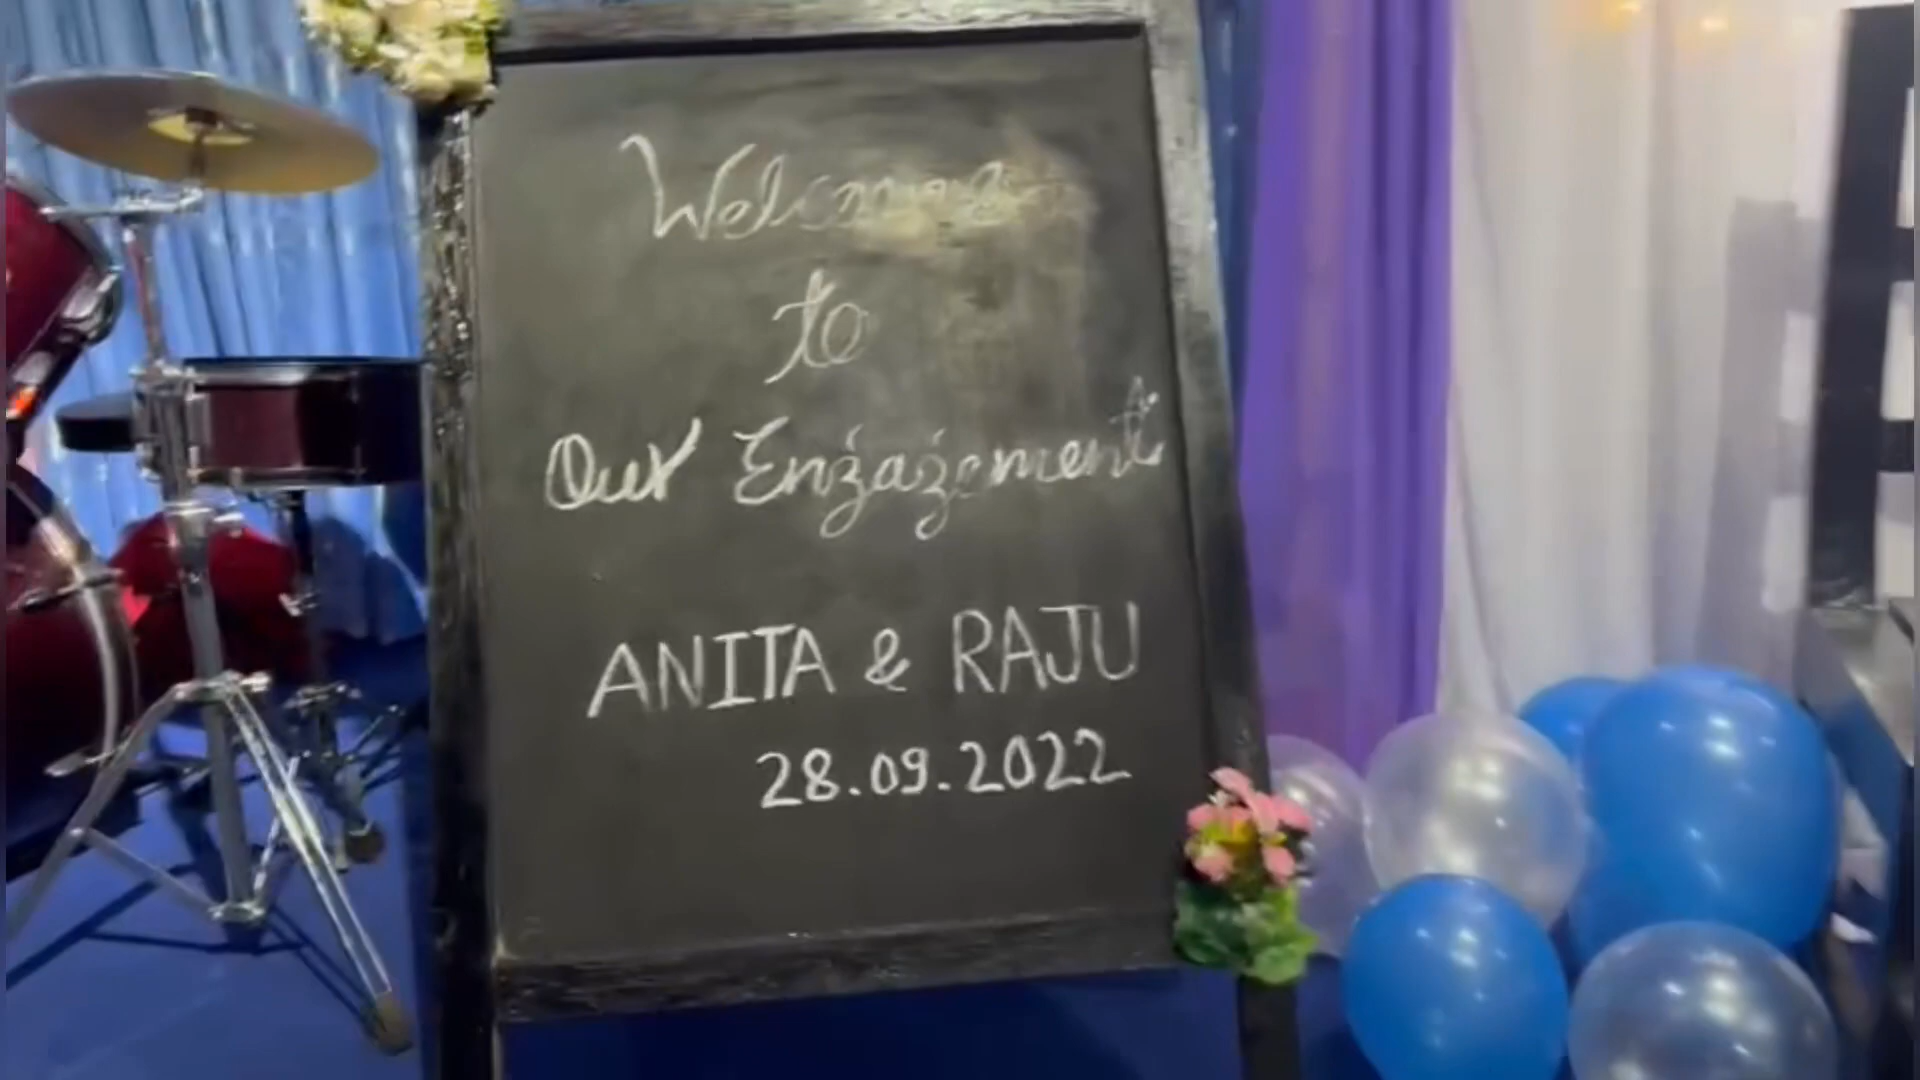 Welcome
to
Our Engagement
ANITA & RAJU
28.09.2022